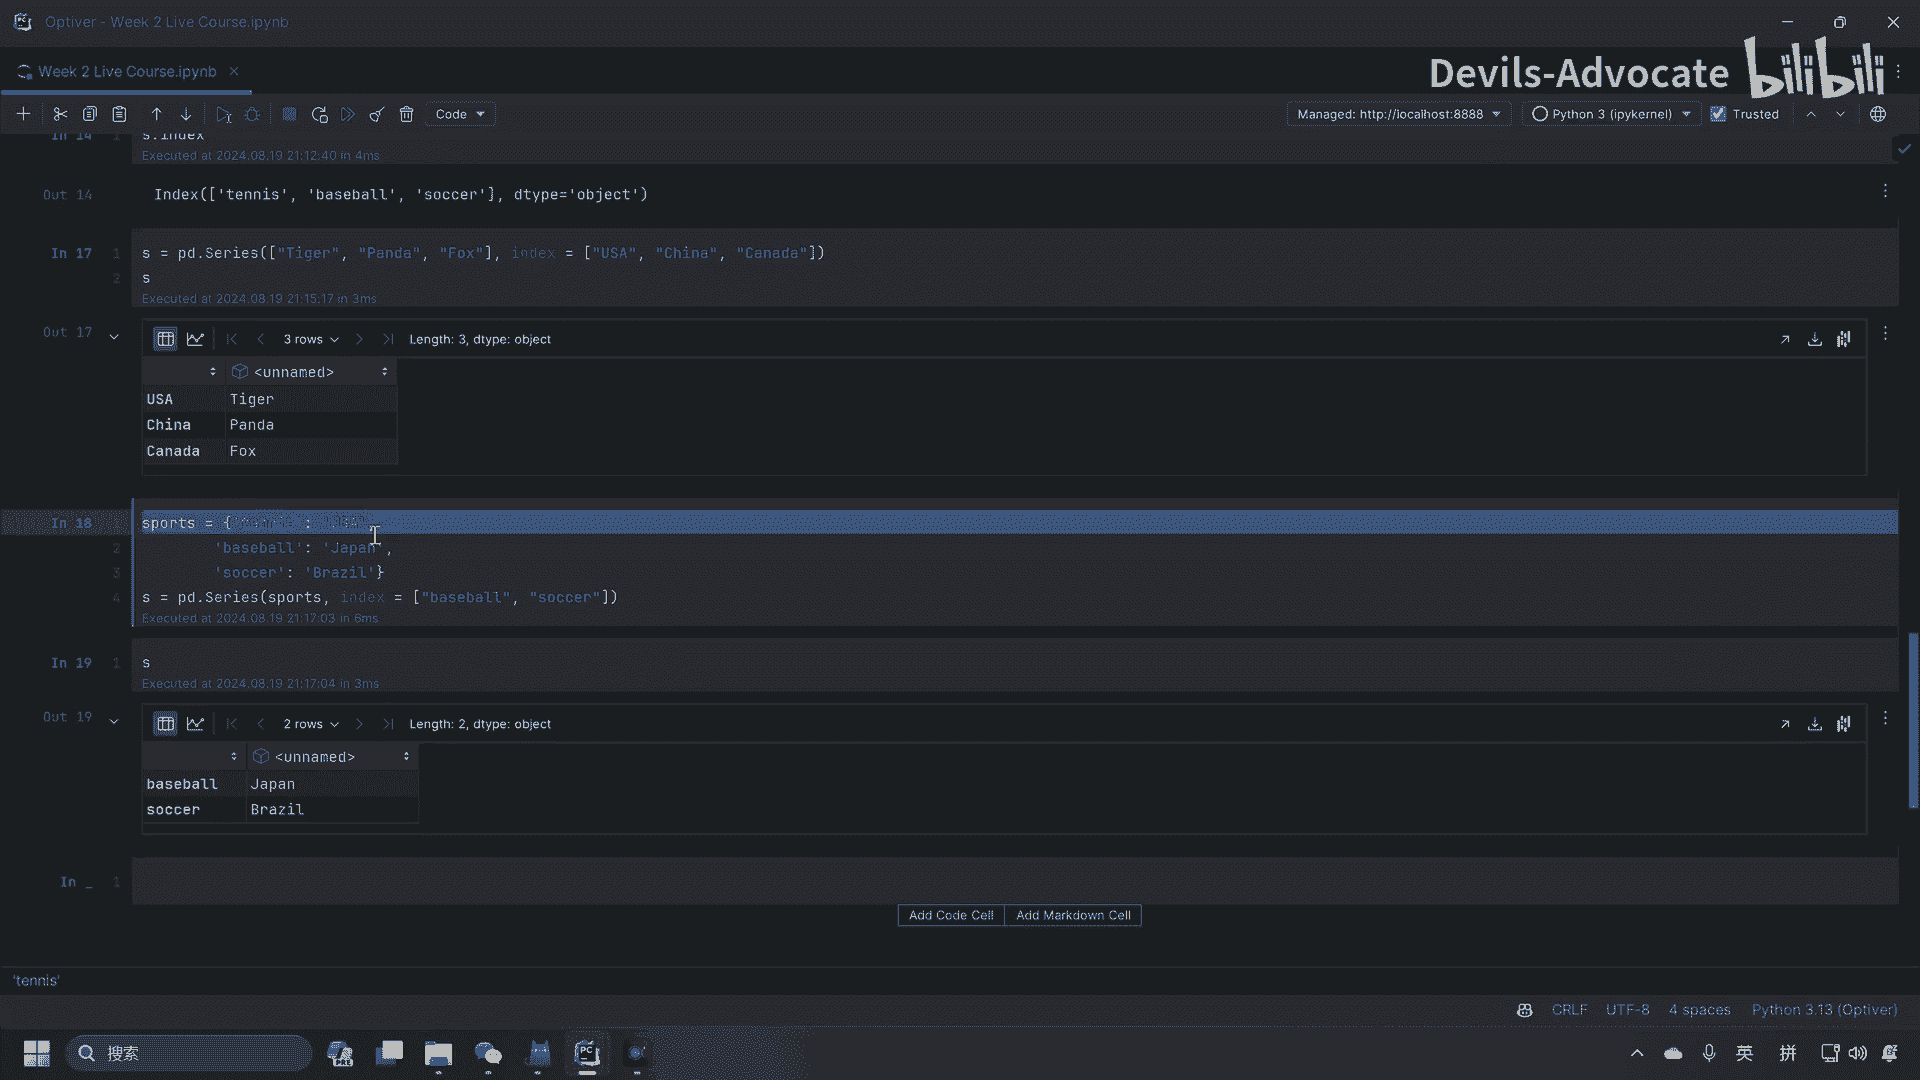 Optiver - Week 2 Live Course.ipynb
Week 2 Live Course.ipynb
Devils-Advocate bilibili
Code
Managed: http://localhost:8888
Python 3 (ipykernel)
Trusted
In 14 1 s.index
Executed at 2024.08.19 21:12:40 in 4ms
Out 14 Index(['tennis', 'baseball', 'soccer'], dtype='object')
In 17 1 s = pd.Series(["Tiger", "Panda", "Fox"], index = ["USA", "China", "Canada"])
2 s
Executed at 2024.08.19 21:15:17 in 3ms
Out 17 3 rows Length: 3, dtype: object
<unnamed>
USA Tiger
China Panda
Canada Fox
In 18 sports = { :
2 'baseball': 'Japan',
3 'soccer': 'Brazil'}
4 s = pd.Series(sports, index = ["baseball", "soccer"])
Executed at 2024.08.19 21:17:03 in 6ms
In 19 1 s
Executed at 2024.08.19 21:17:04 in 3ms
Out 19 2 rows Length: 2, dtype: object
<unnamed>
baseball Japan
soccer Brazil
In _ 1
Add Code Cell Add Markdown Cell
'tennis'
CRLF UTF-8 4 spaces Python 3.13 (Optiver)
搜索
英 拼